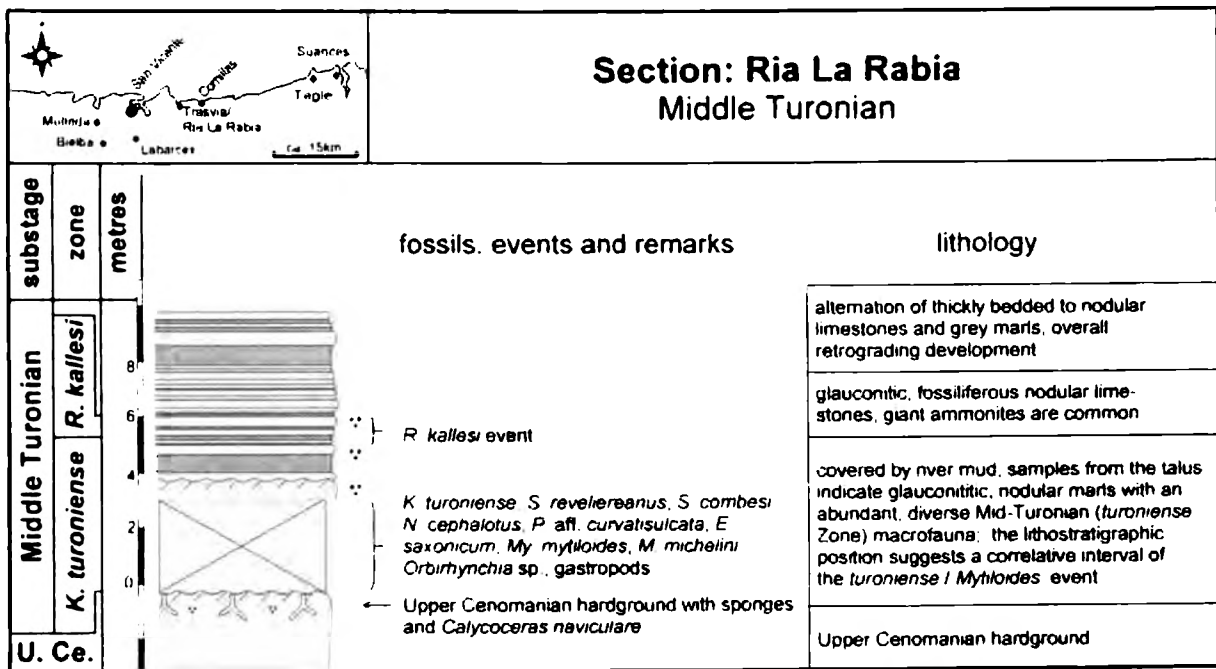 San Vicente
Comillas
Suances
Tagle
Trasvia/
Ria La Rabia
Bielba
Labarces
ca. 15km
Section: Ria La Rabia
Middle Turonian
substage
zone
metres
fossils. events and remarks
lithology
Middle Turonian
R. kallesi
K. turoniense
U. Ce.
8
6
4
2
0
R kallesi event
K turoniense, S reveliereanus, S combesi
N cephalotus, P aff. curvatisulcata, E
saxonicum, My mytiloides, M michelini
Orbirhynchia sp., gastropods
Upper Cenomanian hardground with sponges
and Calycoceras naviculare
alternation of thickly bedded to nodular
limestones and grey marls, overall
retrograding development
glauconitic, fossiliferous nodular lime-
stones, giant ammonites are common
covered by river mud, samples from the talus
indicate glauconititic, nodular marls with an
abundant, diverse Mid-Turonian (turoniense
Zone) macrofauna; the lithostratigraphic
position suggests a correlative interval of
the turoniense / Mytiloides event
Upper Cenomanian hardground